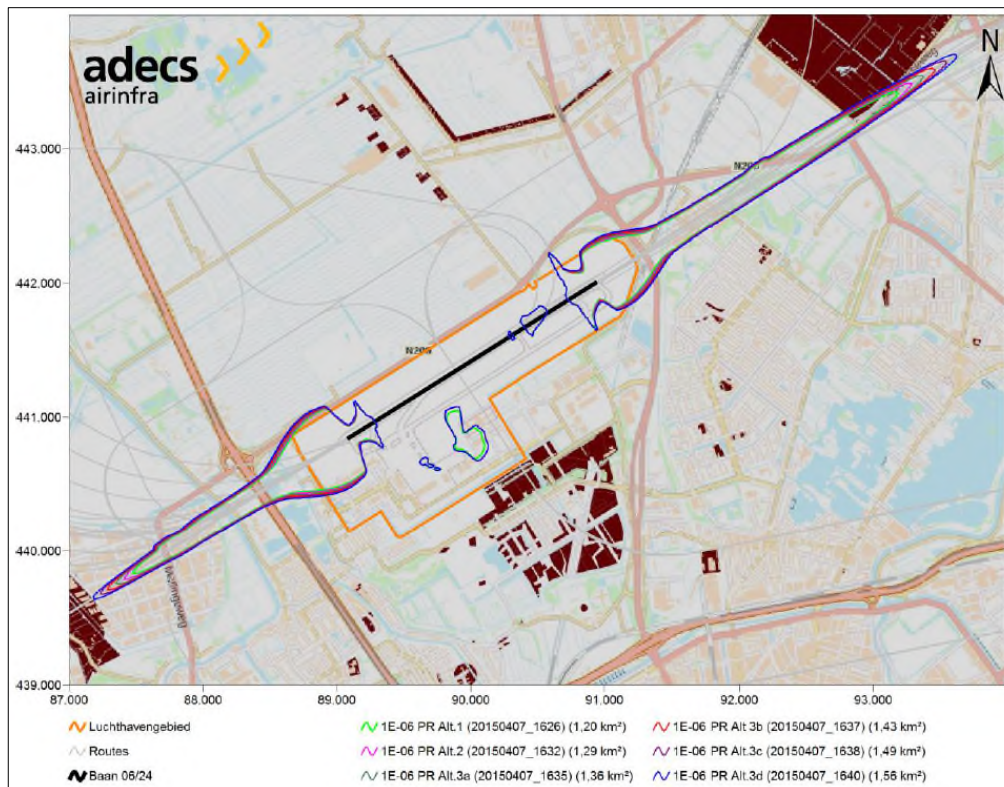 adecs
airinfra
N
443.000
442.000
441.000
440.000
439.000
87.000 88.000 89.000 90.000 91.000 92.000 93.000
Luchthavengebied
Routes
Baan 06/24
1E-06 PR Alt.1 (20150407_1626) (1,20 km²)
1E-06 PR Alt.2 (20150407_1632) (1,29 km²)
1E-06 PR Alt.3a (20150407_1635) (1,36 km²)
1E-06 PR Alt.3b (20150407_1637) (1,43 km²)
1E-06 PR Alt.3c (20150407_1638) (1,49 km²)
1E-06 PR Alt.3d (20150407_1640) (1,56 km²)